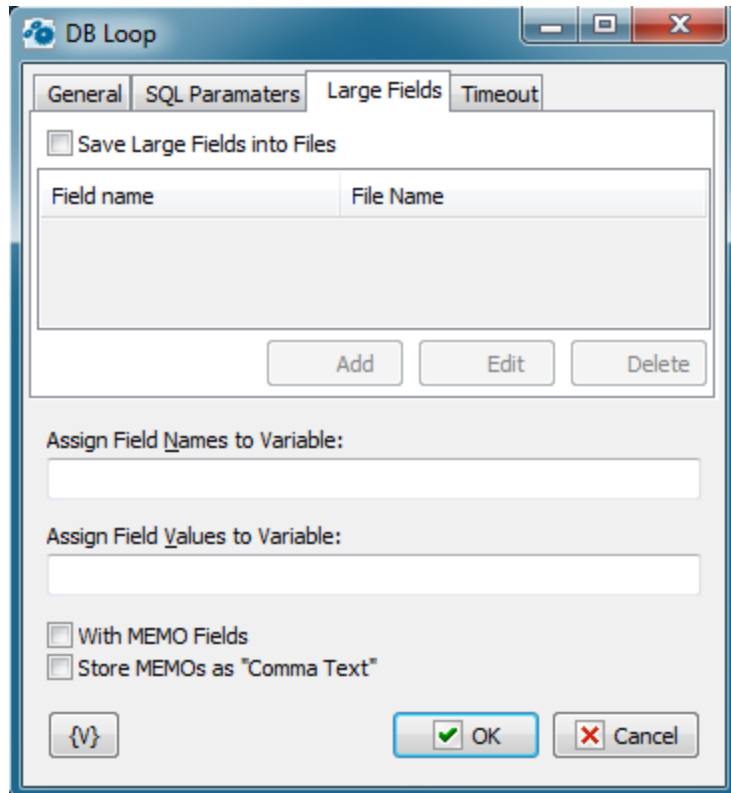 DB Loop
General SQL Paramaters Large Fields Timeout
Save Large Fields into Files
Field name File Name
Add Edit Delete
Assign Field Names to Variable:
Assign Field Values to Variable:
With MEMO Fields
Store MEMOs as "Comma Text"
{V} OK Cancel